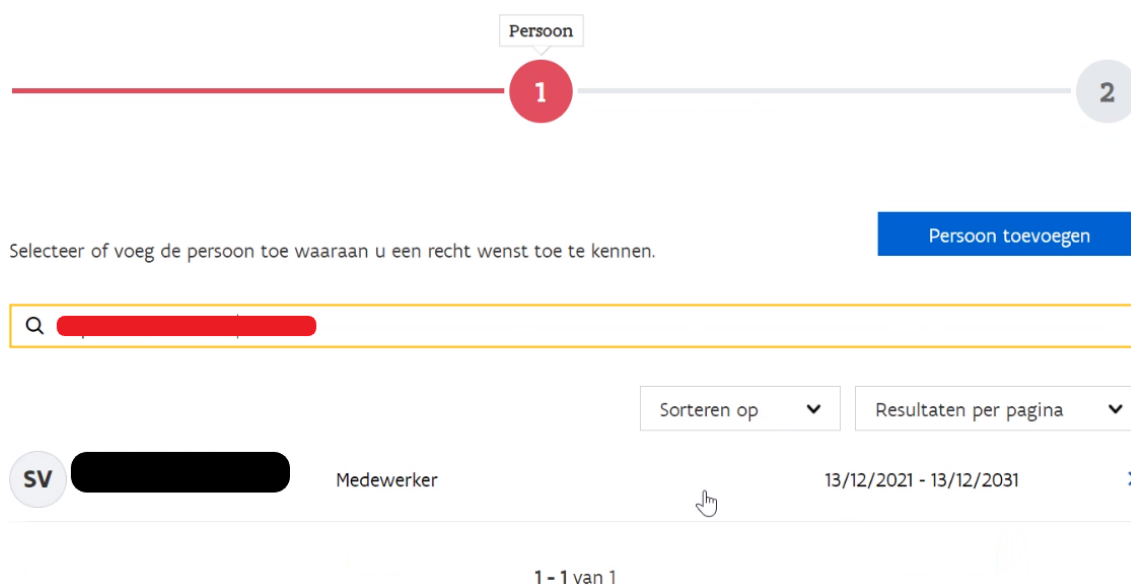 Persoon
1
2
Persoon toevoegen
Selecteer of voeg de persoon toe waaraan u een recht wenst toe te kennen.
Sorteren op
Resultaten per pagina
SV
Medewerker
13/12/2021 - 13/12/2031
1 - 1 van 1